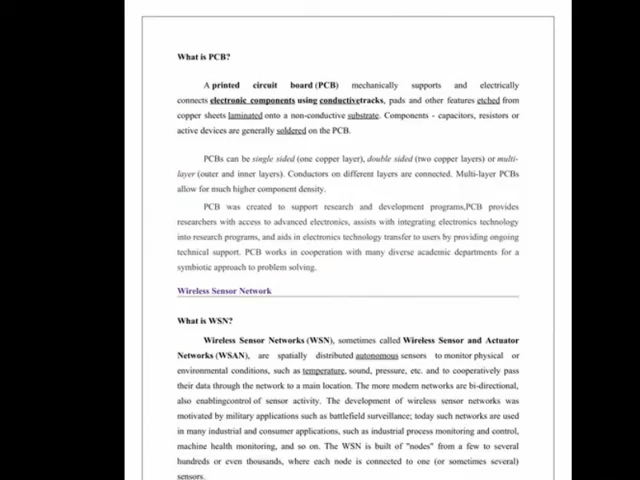 What is PCB?
A printed circuit board (PCB) mechanically supports and electrically
connects electronic components using conductivetracks, pads and other features etched from
copper sheets laminated onto a non-conductive substrate. Components - capacitors, resistors or
active devices are generally soldered on the PCB.
PCBs can be single sided (one copper layer), double sided (two copper layers) or multi-
layer (outer and inner layers). Conductors on different layers are connected. Multi-layer PCBs
allow for much higher component density.
PCB was created to support research and development programs,PCB provides
researchers with access to advanced electronics, assists with integrating electronics technology
into research programs, and aids in electronics technology transfer to users by providing ongoing
technical support. PCB works in cooperation with many diverse academic departments for a
symbiotic approach to problem solving.
Wireless Sensor Network
What is WSN?
Wireless Sensor Networks (WSN), sometimes called Wireless Sensor and Actuator
Networks (WSAN), are spatially distributed autonomous sensors to monitor physical or
environmental conditions, such as temperature, sound, pressure, etc. and to cooperatively pass
their data through the network to a main location. The more modern networks are bi-directional,
also enablingcontrol of sensor activity. The development of wireless sensor networks was
motivated by military applications such as battlefield surveillance; today such networks are used
in many industrial and consumer applications, such as industrial process monitoring and control,
machine health monitoring, and so on. The WSN is built of "nodes" from a few to several
hundreds or even thousands, where each node is connected to one (or sometimes several)
sensors.